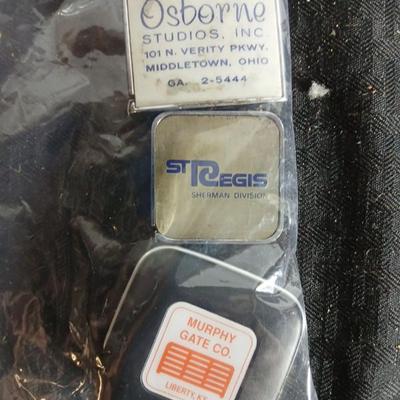 Osborne
STUDIOS, INC.
101 N. VERITY PKWY.
MIDDLETOWN, OHIO
GA. 2-5444
ST REGIS
SHERMAN DIVISION
MURPHY
GATE CO.
LIBERTY, KY.